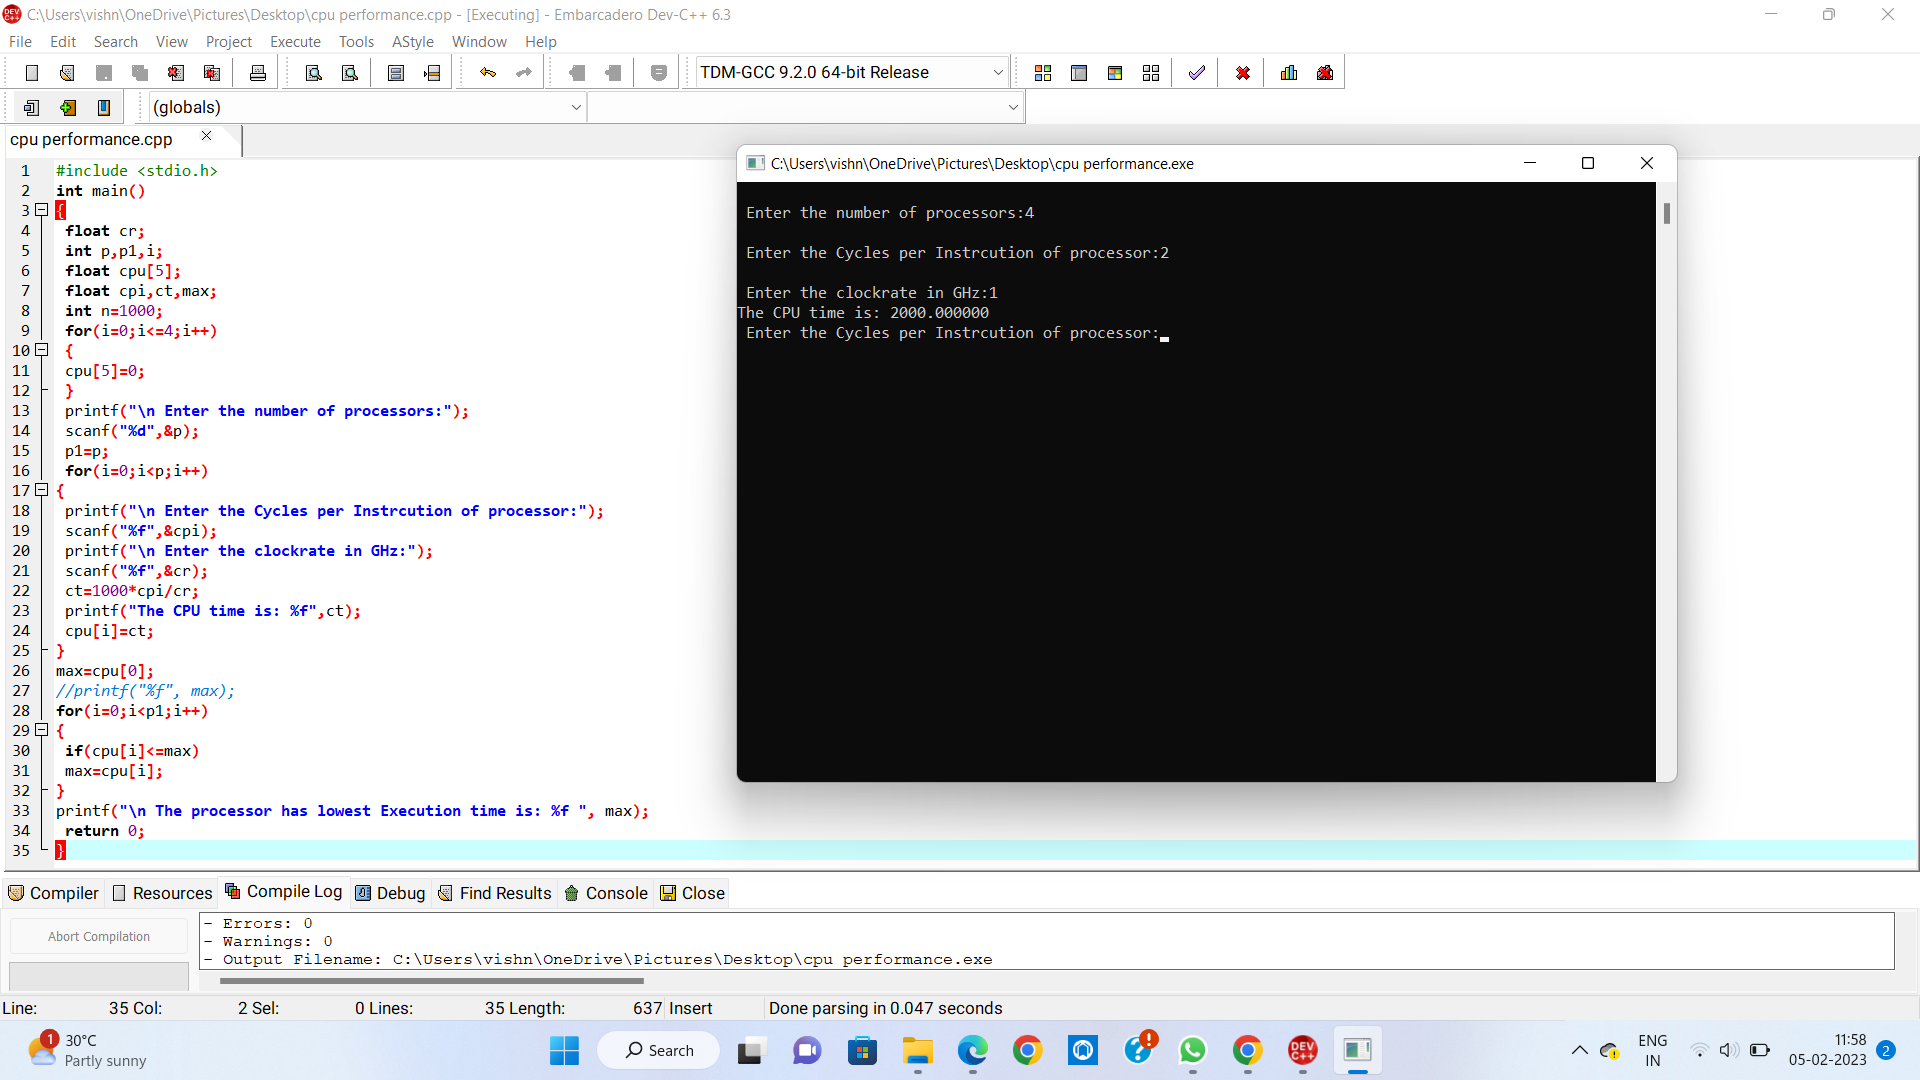 C:\Users\vishn\OneDrive\Pictures\Desktop\cpu performance.cpp - [Executing] - Embarcadero Dev-C++ 6.3
File Edit Search View Project Execute Tools AStyle Window Help
TDM-GCC 9.2.0 64-bit Release
(globals)
cpu performance.cpp
1 #include <stdio.h>
2 int main()
3 {
4 float cr;
5 int p,p1,i;
6 float cpu[5];
7 float cpi,ct,max;
8 int n=1000;
9 for(i=0;i<=4;i++)
10 {
11 cpu[5]=0;
12 }
13 printf("\n Enter the number of processors:");
14 scanf("%d",&p);
15 p1=p;
16 for(i=0;i<p;i++)
17 {
18 printf("\n Enter the Cycles per Instrcution of processor:");
19 scanf("%f",&cpi);
20 printf("\n Enter the clockrate in GHz:");
21 scanf("%f",&cr);
22 ct=1000*cpi/cr;
23 printf("The CPU time is: %f",ct);
24 cpu[i]=ct;
25 }
26 max=cpu[0];
27 //printf("%f", max);
28 for(i=0;i<p1;i++)
29 {
30 if(cpu[i]<=max)
31 max=cpu[i];
32 }
33 printf("\n The processor has lowest Execution time is: %f ", max);
34 return 0;
35 }
C:\Users\vishn\OneDrive\Pictures\Desktop\cpu performance.exe
Enter the number of processors:4
Enter the Cycles per Instrcution of processor:2
Enter the clockrate in GHz:1
The CPU time is: 2000.000000
Enter the Cycles per Instrcution of processor:
Compiler Resources Compile Log Debug Find Results Console Close
Abort Compilation
- Errors: 0
- Warnings: 0
- Output Filename: C:\Users\vishn\OneDrive\Pictures\Desktop\cpu performance.exe
Line: 35 Col: 2 Sel: 0 Lines: 35 Length: 637 Insert Done parsing in 0.047 seconds
1
30°C
Partly sunny
Search
DEV C++
ENG
IN
11:58
05-02-2023
2